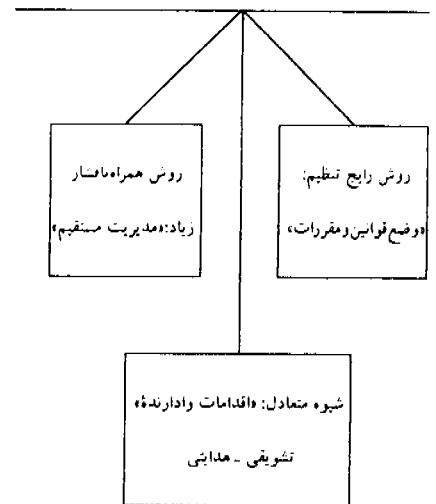 روش رایج تنظیم:
«وضع قوانین و مقررات»
روش همراه با فشار
زیاد: «مدیریت مستقیم»
شیوه متعادل: «اقدامات وادارندهٔ»
تشویقی ـ هدایتی